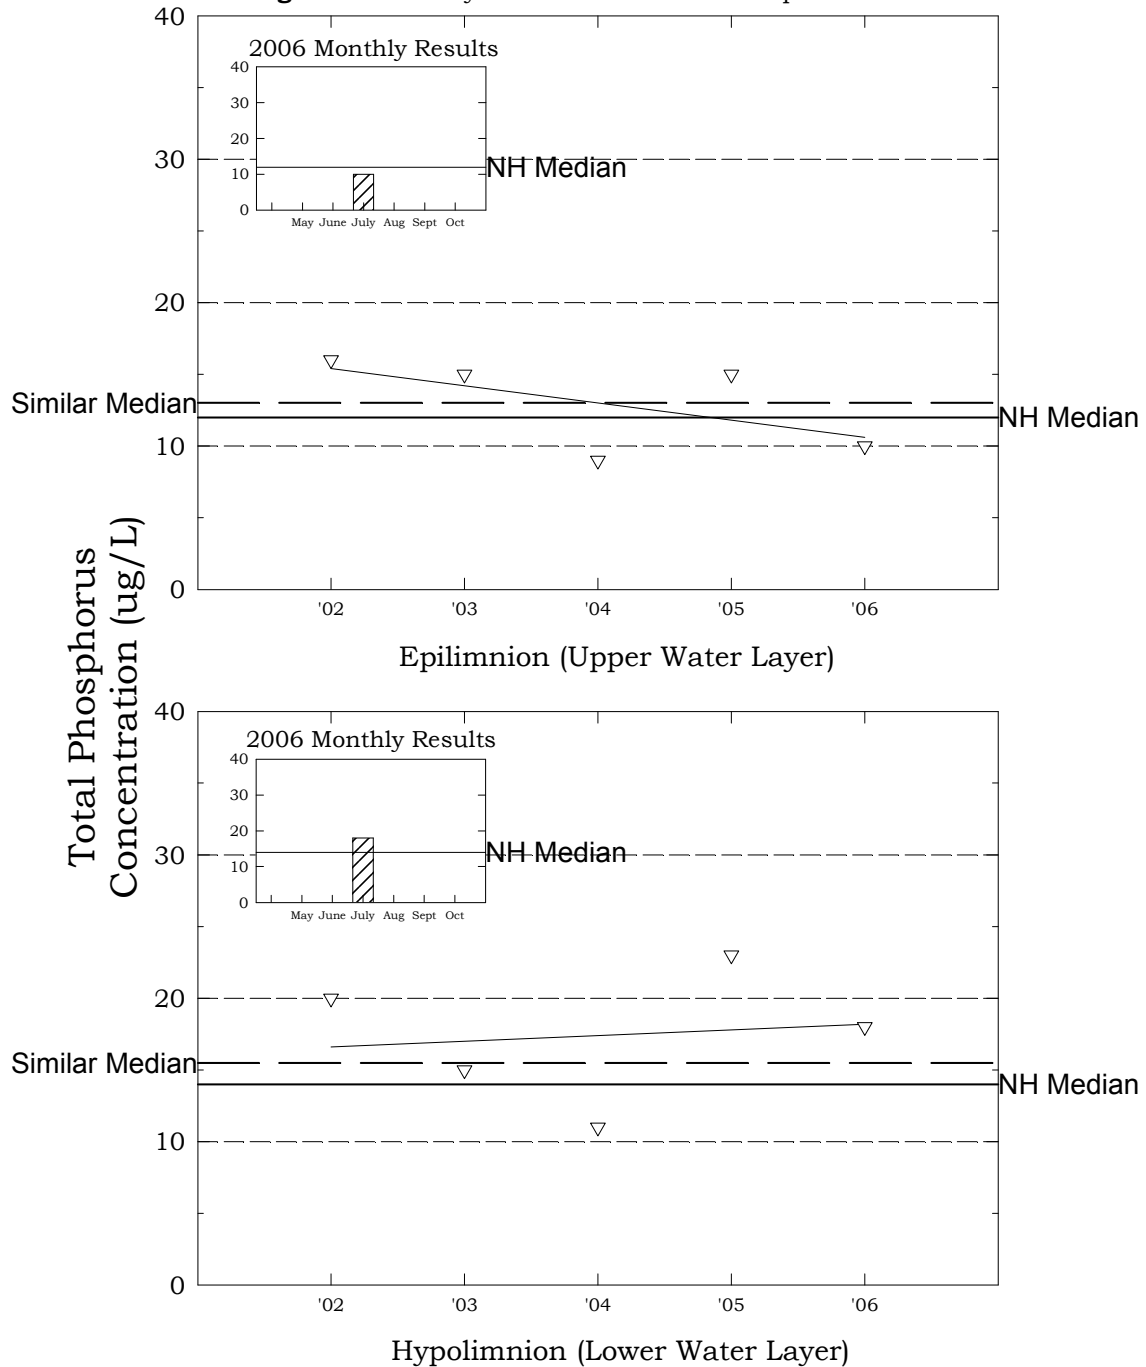 40
2006 Monthly Results
40
30
20
10
0
May June July Aug Sept Oct
NH Median
30
20
Similar Median
NH Median
10
0
'02 '03 '04 '05 '06
Epilimnion (Upper Water Layer)
Total Phosphorus
Concentration (ug/L)
40
2006 Monthly Results
40
30
20
10
0
May June July Aug Sept Oct
NH Median
30
20
Similar Median
NH Median
10
0
'02 '03 '04 '05 '06
Hypolimnion (Lower Water Layer)